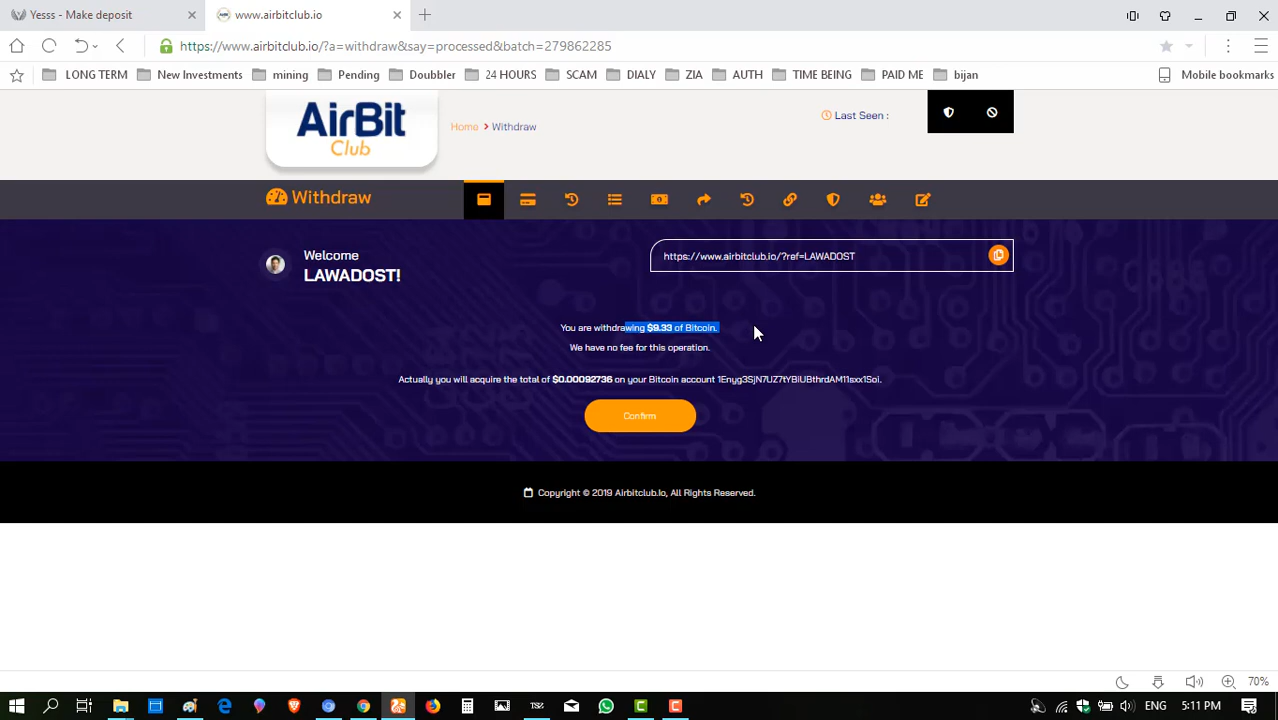 Yesss - Make deposit
www.airbitclub.io
https://www.airbitclub.io/?a=withdraw&say=processed&batch=279862285
LONG TERM New Investments mining Pending Doubbler 24 HOURS SCAM DIALY ZIA AUTH TIME BEING PAID ME bijan Mobile bookmarks
AirBit
Club
Home Withdraw
Last Seen :
Withdraw
Welcome
LAWADOST!
https://www.airbitclub.io/?ref=LAWADOST
You are withdrawing $9.33 of Bitcoin.
We have no fee for this operation.
Actually you will acquire the total of $0.00092736 on your Bitcoin account 1Enyg3SjN7UZ7tYBiUBthrdAM11sxx1Soi.
Confirm
Copyright © 2019 Airbitclub.Io, All Rights Reserved.
70%
ENG 5:11 PM